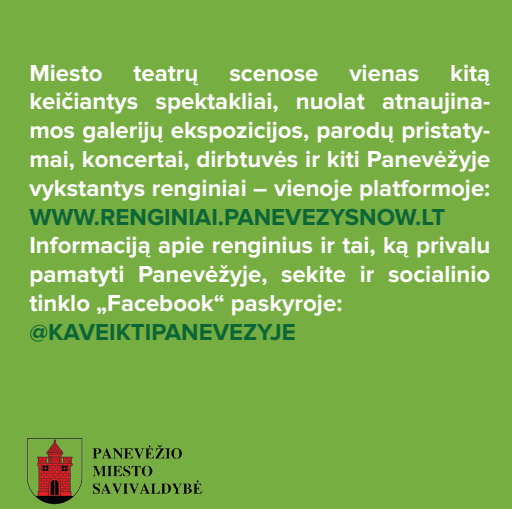 Miesto teatrų scenose vienas kitą
keičiantys spektakliai, nuolat atnaujina-
mos galerijų ekspozicijos, parodų pristaty-
mai, koncertai, dirbtuvės ir kiti Panevėžyje
vykstantys renginiai – vienoje platformoje:
WWW.RENGINIAI.PANEVEZYSNOW.LT
Informaciją apie renginius ir tai, ką privalu
pamatyti Panevėžyje, sekite ir socialinio
tinklo „Facebook“ paskyroje:
@KAVEIKTIPANEVEZYJE
PANEVĖŽIO
MIESTO
SAVIVALDYBĖ